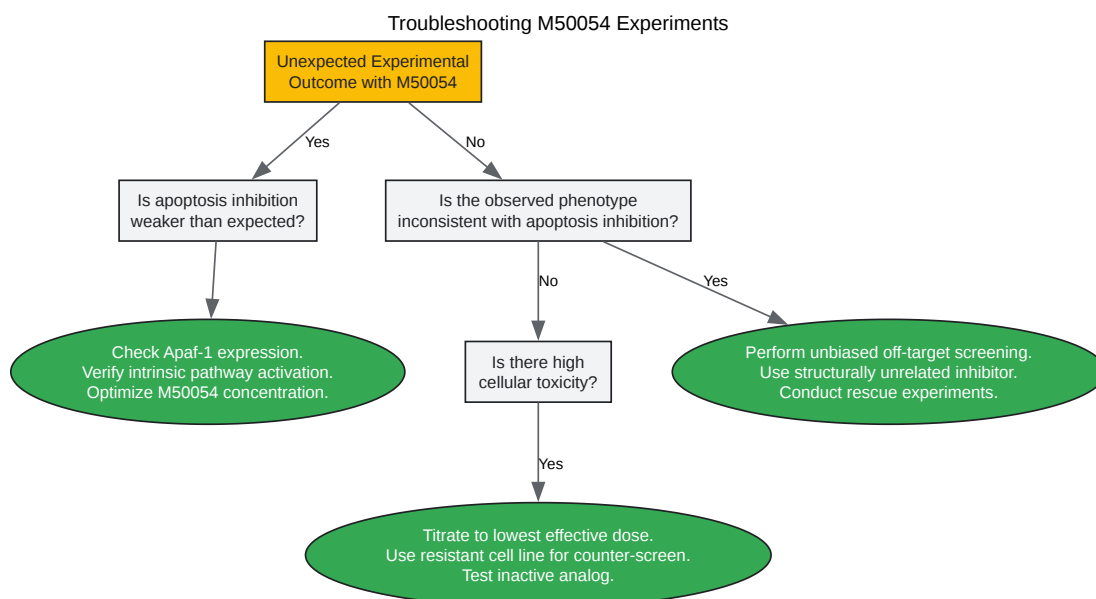 Troubleshooting M50054 Experiments
Unexpected Experimental
Outcome with M50054
Yes
No
Is apoptosis inhibition
weaker than expected?
Is the observed phenotype
inconsistent with apoptosis inhibition?
No
Yes
Check Apaf-1 expression.
Verify intrinsic pathway activation.
Optimize M50054 concentration.
Is there high
cellular toxicity?
Perform unbiased off-target screening.
Use structurally unrelated inhibitor.
Conduct rescue experiments.
Yes
Titrate to lowest effective dose.
Use resistant cell line for counter-screen.
Test inactive analog.